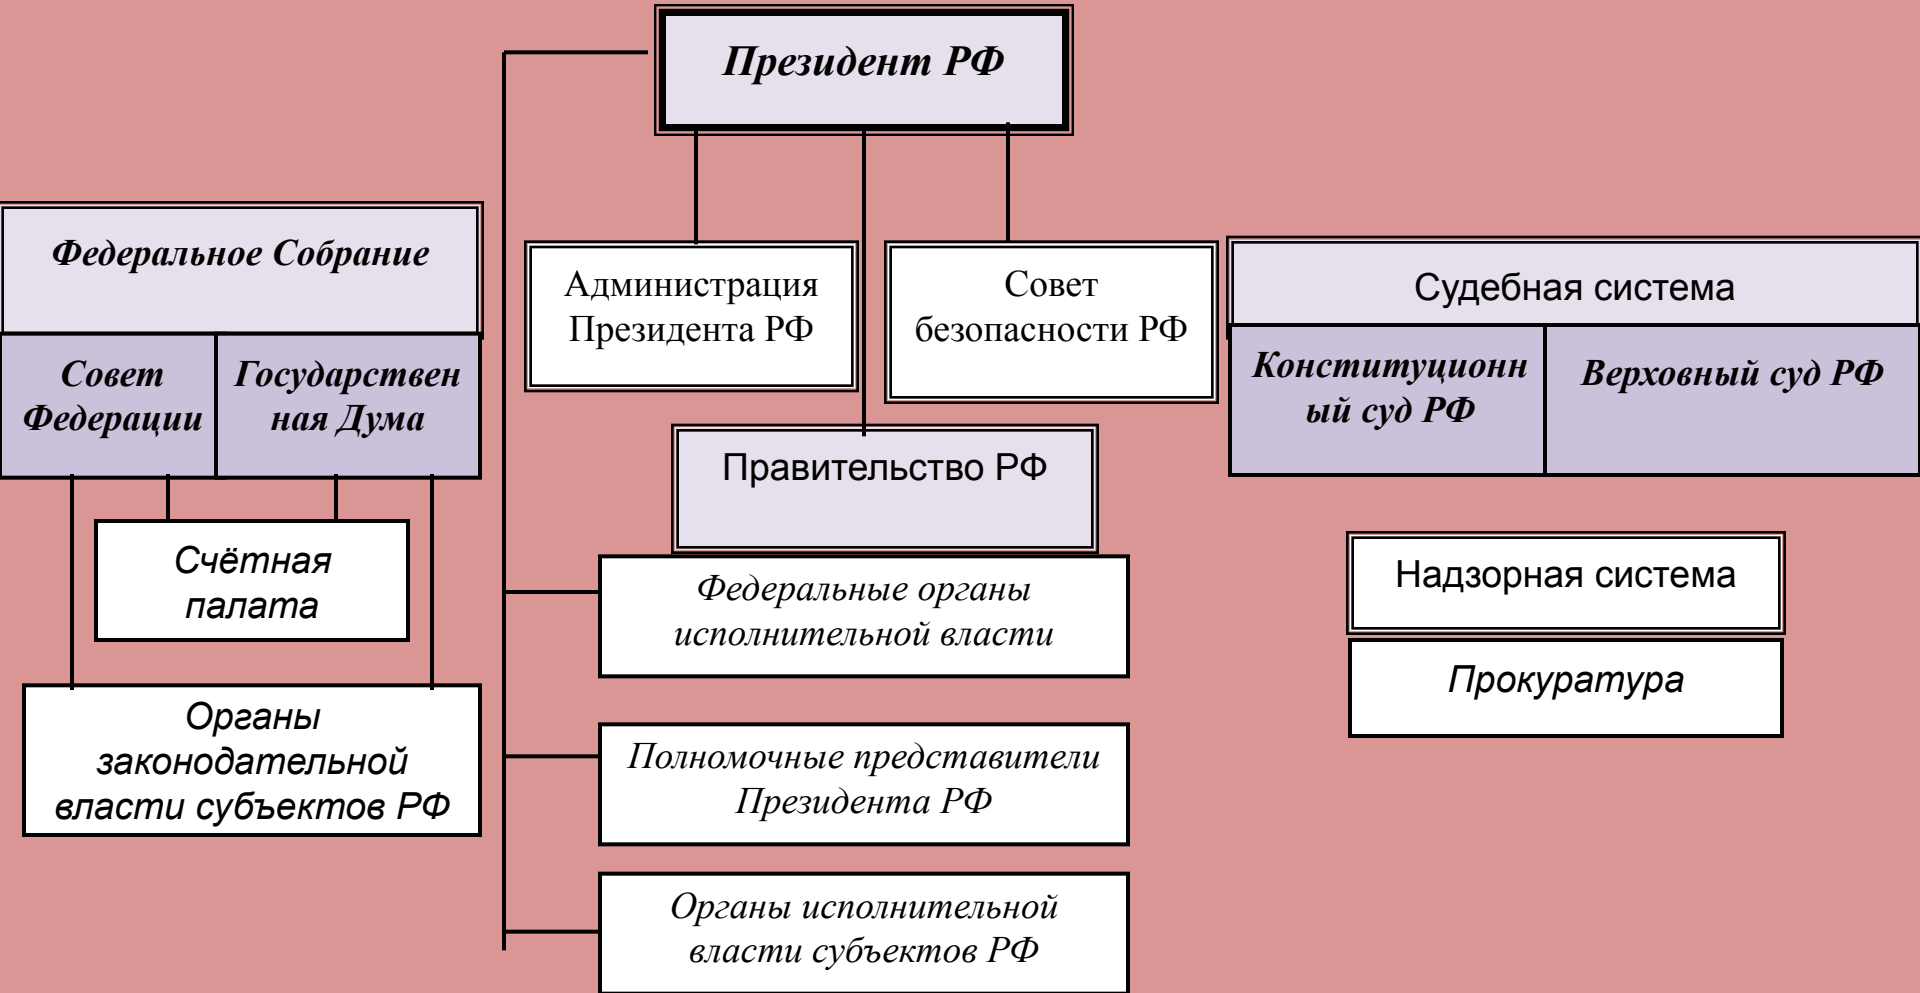 Президент РФ
Федеральное Собрание
Совет
Федерации
Государствен
ная Дума
Счётная
палата
Органы
законодательной
власти субъектов РФ
Администрация
Президента РФ
Совет
безопасности РФ
Правительство РФ
Федеральные органы
исполнительной власти
Полномочные представители
Президента РФ
Органы исполнительной
власти субъектов РФ
Судебная система
Конституционн
ый суд РФ
Верховный суд РФ
Надзорная система
Прокуратура